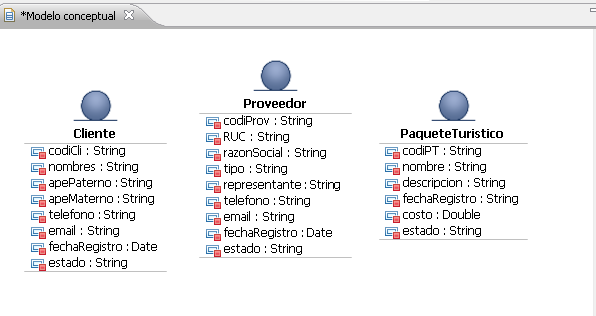 *Modelo conceptual
Cliente
codiCli : String
nombres : String
apePaterno : String
apeMaterno : String
telefono : String
email : String
fechaRegistro : Date
estado : String
Proveedor
codiProv : String
RUC : String
razonSocial : String
tipo : String
representante : String
telefono : String
email : String
fechaRegistro : Date
estado : String
PaqueteTuristico
codiPT : String
nombre : String
descripcion : String
fechaRegistro : String
costo : Double
estado : String